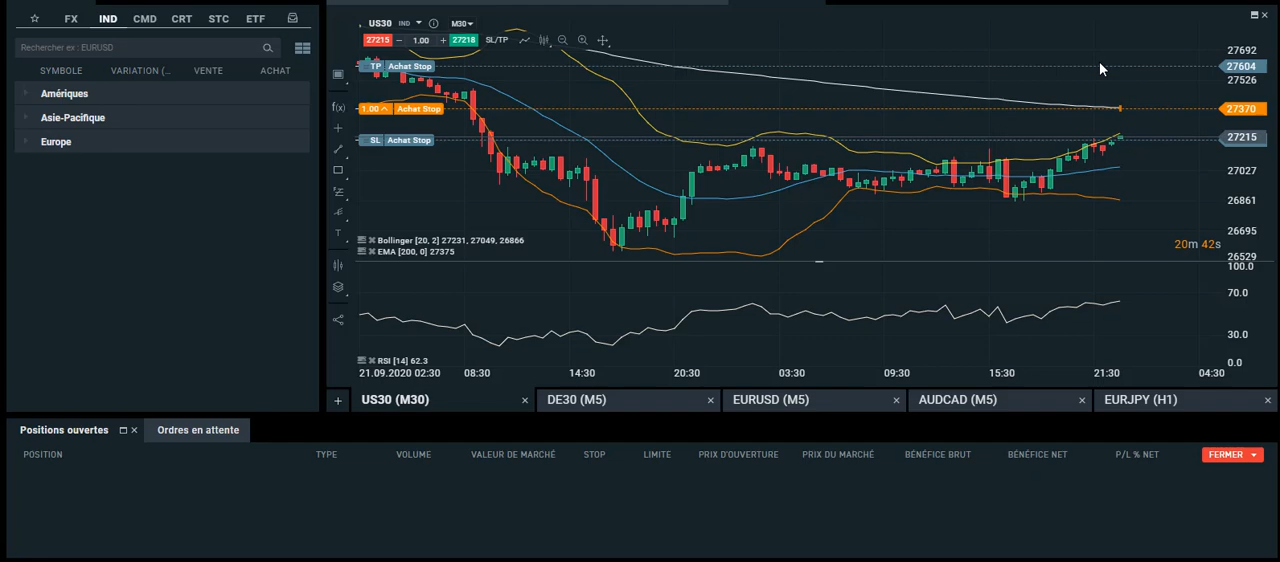 FX IND CMD CRT STC ETF
Rechercher ex : EURUSD
SYMBOLE VARIATION (... VENTE ACHAT
Amériques
Asie-Pacifique
Europe
US30 IND M30
27215 − 1.00 + 27218 SL/TP
TP Achat Stop
1.00 Achat Stop
SL Achat Stop
f(x)
T
27692
27604
27526
27370
27215
27027
26861
26695
26529
20m 42s
Bollinger [20, 2] 27231, 27049, 26866
EMA [200, 0] 27375
100.0
70.0
30.0
0.0
RSI [14] 62.3
21.09.2020 02:30 08:30 14:30 20:30 03:30 09:30 15:30 21:30 04:30
+ US30 (M30) × DE30 (M5) × EURUSD (M5) × AUDCAD (M5) × EURJPY (H1) ×
Positions ouvertes × Ordres en attente
POSITION TYPE VOLUME VALEUR DE MARCHÉ STOP LIMITE PRIX D'OUVERTURE PRIX DU MARCHÉ BÉNÉFICE BRUT BÉNÉFICE NET P/L % NET FERMER